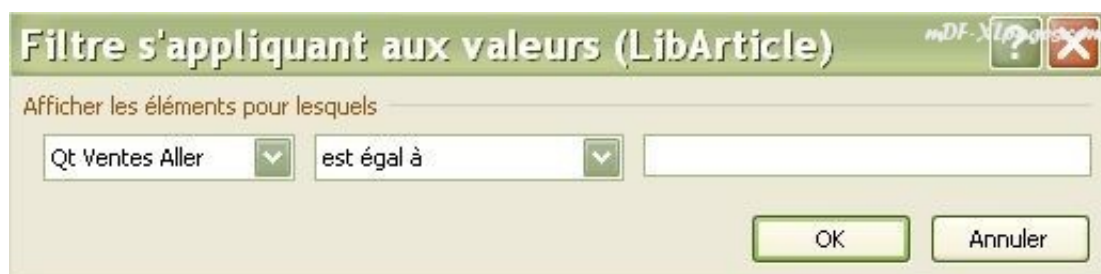 Filtre s'appliquant aux valeurs (LibArticle)
Afficher les éléments pour lesquels
Qt Ventes Aller est égal à
OK Annuler